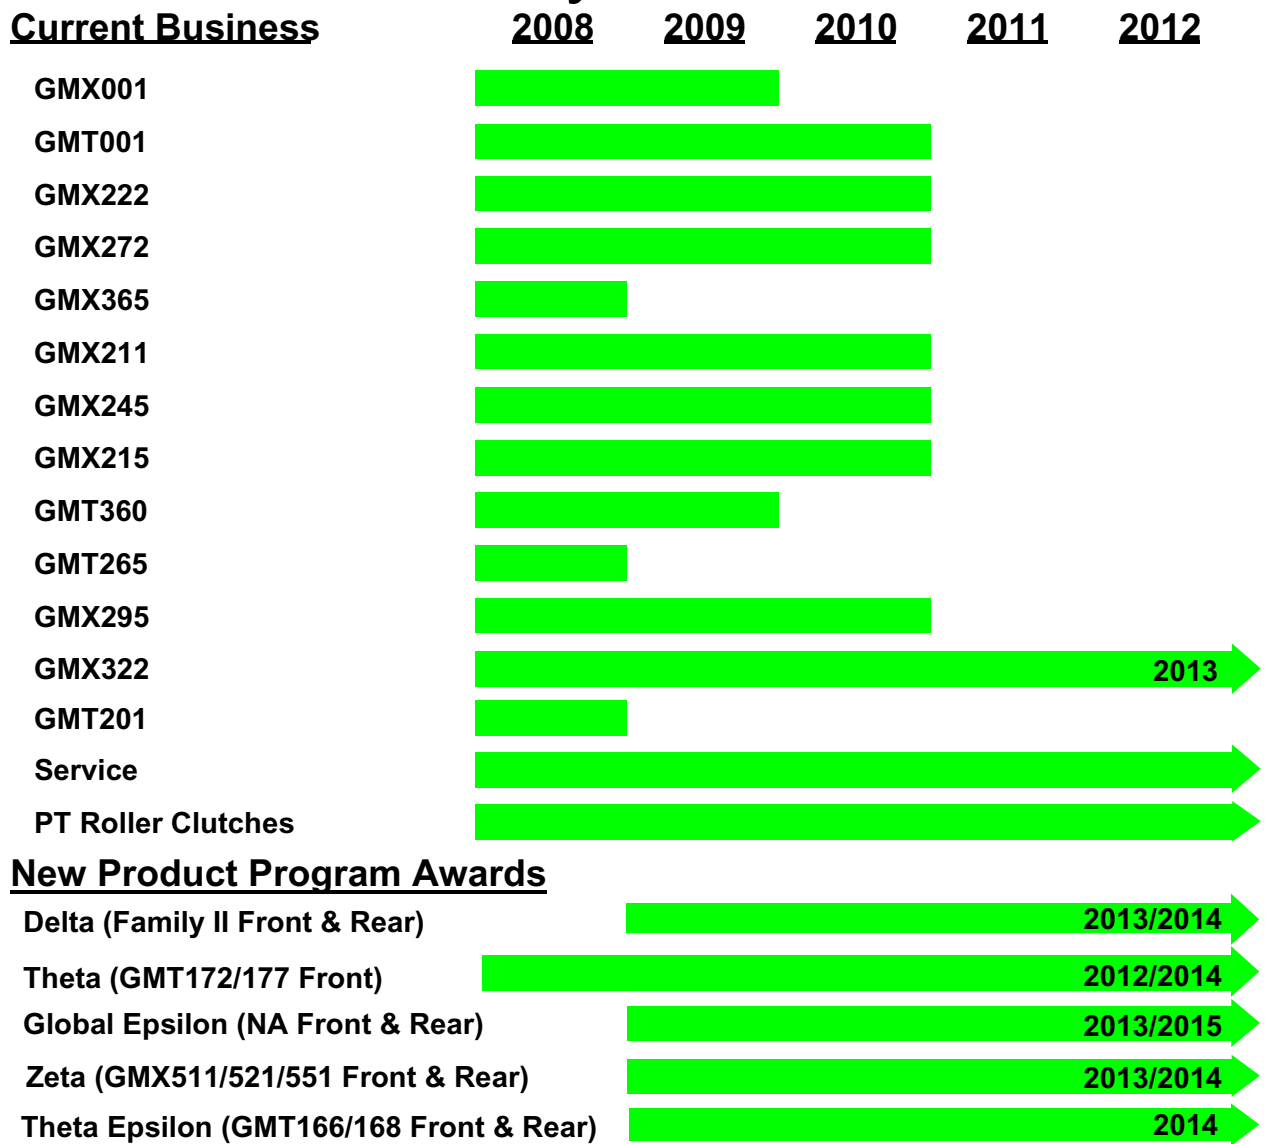 Current Business 2008 2009 2010 2011 2012
GMX001
GMT001
GMX222
GMX272
GMX365
GMX211
GMX245
GMX215
GMT360
GMT265
GMX295
GMX322 2013
GMT201
Service
PT Roller Clutches
New Product Program Awards
Delta (Family II Front & Rear) 2013/2014
Theta (GMT172/177 Front) 2012/2014
Global Epsilon (NA Front & Rear) 2013/2015
Zeta (GMX511/521/551 Front & Rear) 2013/2014
Theta Epsilon (GMT166/168 Front & Rear) 2014